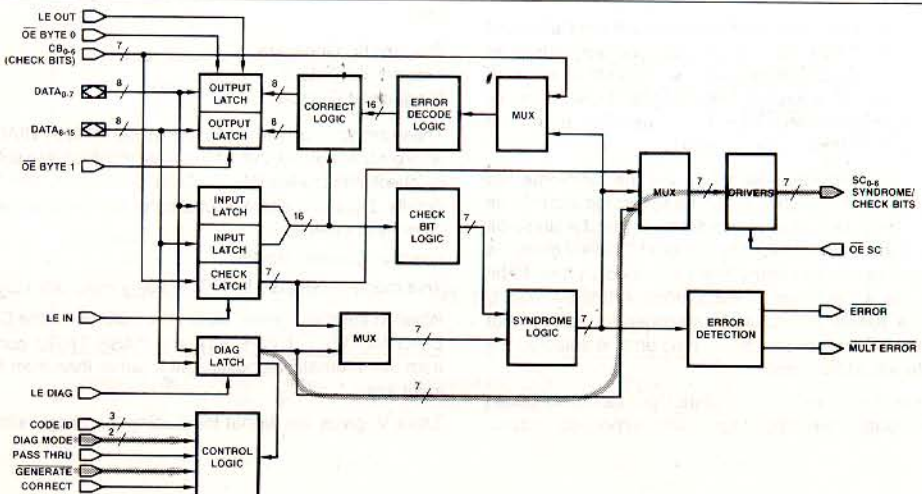 LE OUT
OE BYTE 0
CB0-6
(CHECK BITS)
7
DATA0-7
8
DATA8-15
8
OE BYTE 1
LE IN
LE DIAG
CODE ID
3
DIAG MODE
2
PASS THRU
GENERATE
CORRECT
OUTPUT
LATCH
OUTPUT
LATCH
8
8
CORRECT
LOGIC
16
ERROR
DECODE
LOGIC
MUX
INPUT
LATCH
INPUT
LATCH
CHECK
LATCH
16
7
CHECK
BIT
LOGIC
7
DIAG
LATCH
MUX
7
7
SYNDROME
LOGIC
7
CONTROL
LOGIC
MUX
7
DRIVERS
7
SC0-6
SYNDROME/
CHECK BITS
OE SC
ERROR
DETECTION
ERROR
MULT ERROR